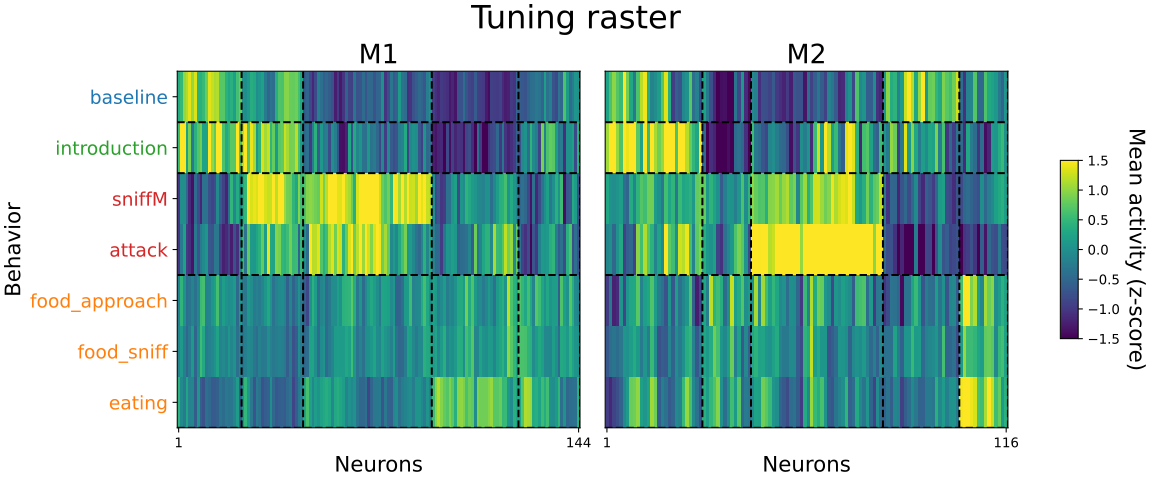 Tuning raster
M1
M2
Behavior
baseline
introduction
sniffM
attack
food_approach
food_sniff
eating
1
144
Neurons
1
116
Neurons
1.5
1.0
0.5
0.0
−0.5
−1.0
−1.5
Mean activity (z-score)